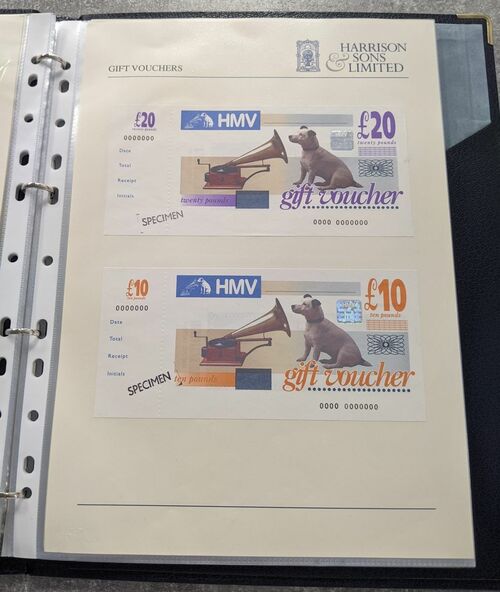 GIFT VOUCHERS
HARRISON
& SONS
LIMITED
£20
twenty pounds
0000000
Date
Total
Receipt
Initials
SPECIMEN
HMV
£20
twenty pounds
twenty pounds
gift voucher
0000 0000000
£10
ten pounds
0000000
Date
Total
Receipt
Initials
SPECIMEN
HMV
£10
ten pounds
ten pounds
gift voucher
0000 0000000